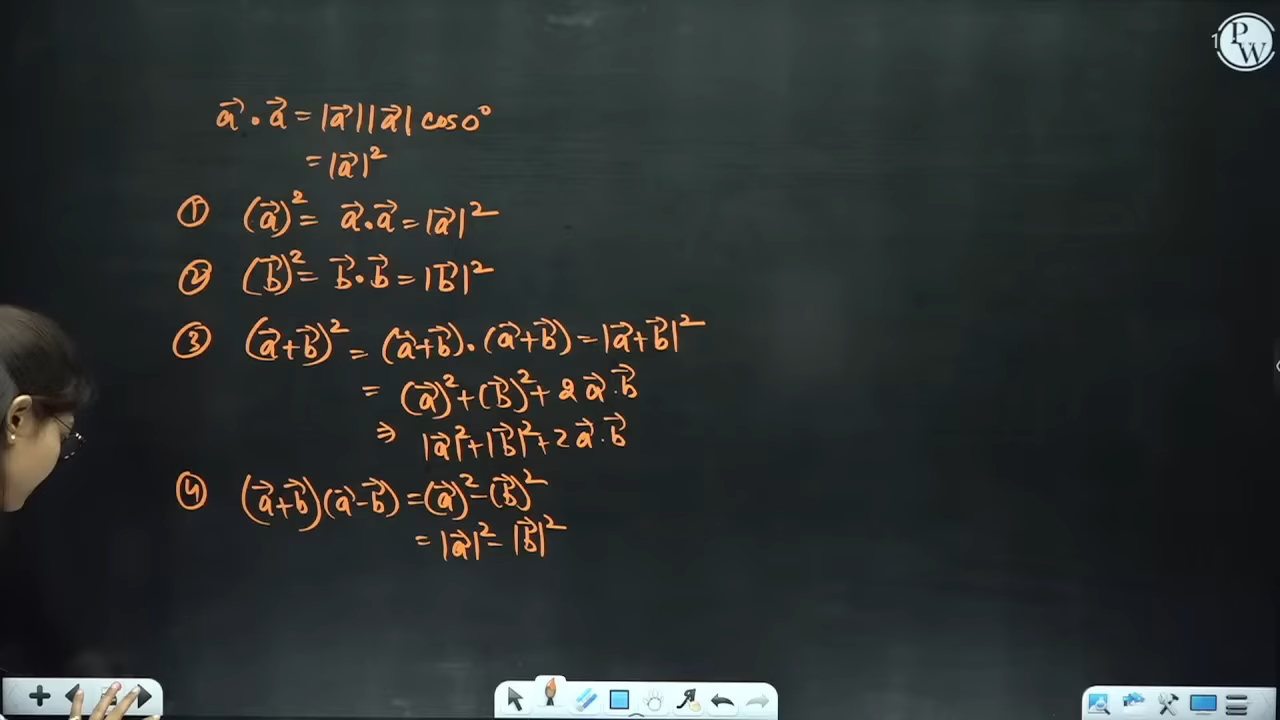 a⃗ . a⃗ = |a⃗| |a⃗| cos 0°
= |a⃗|²
① (a⃗)² = a⃗.a⃗ = |a⃗|²
② (b⃗)² = b⃗.b⃗ = |b⃗|²
③ (a⃗+b⃗)² = (a⃗+b⃗).(a⃗+b⃗) = |a⃗+b⃗|²
= (a⃗)²+(b⃗)²+ 2 a⃗.b⃗
⇒ |a⃗|²+|b⃗|²+2 a⃗.b⃗
④ (a⃗+b⃗)(a⃗-b⃗) = (a⃗)²-(b⃗)²
= |a⃗|² - |b⃗|²
PW